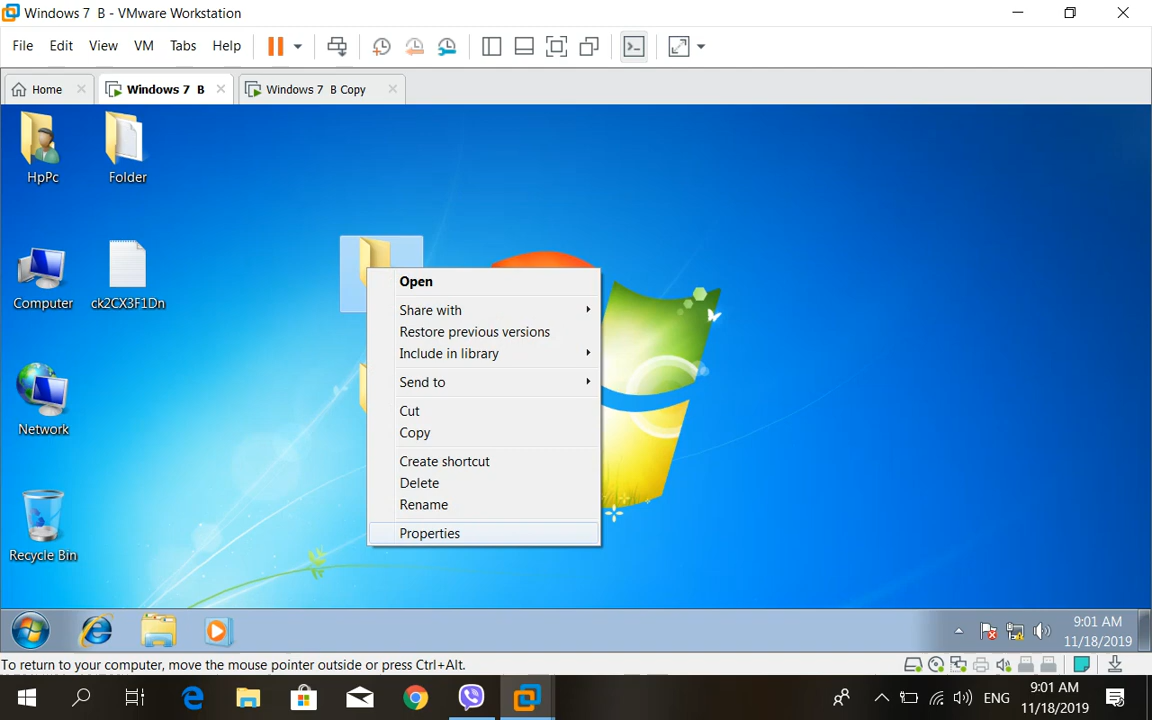 Windows 7  B - VMware Workstation
File Edit View VM Tabs Help
Home Windows 7  B Windows 7  B Copy
HpPc Folder
Computer ck2CX3F1Dn
Network
Recycle Bin
Open
Share with
Restore previous versions
Include in library
Send to
Cut
Copy
Create shortcut
Delete
Rename
Properties
9:01 AM
11/18/2019
To return to your computer, move the mouse pointer outside or press Ctrl+Alt.
ENG
9:01 AM
11/18/2019